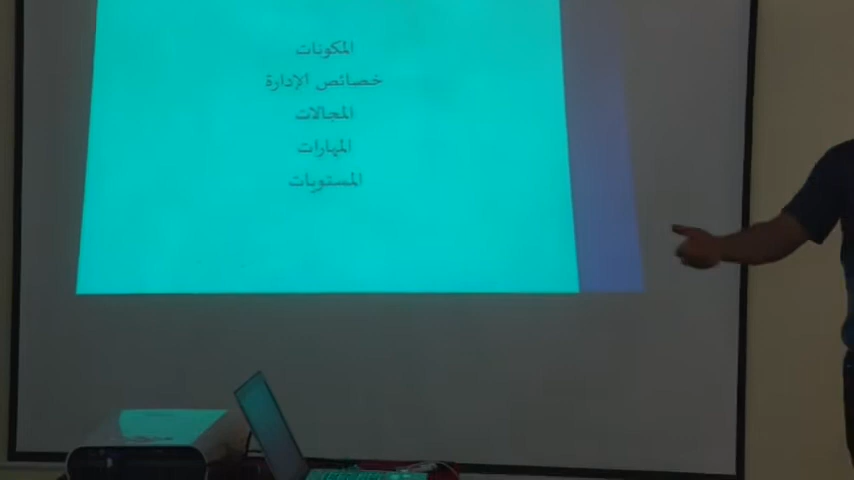 المكونات
خصائص الإدارة
المجالات
المهارات
المستويات